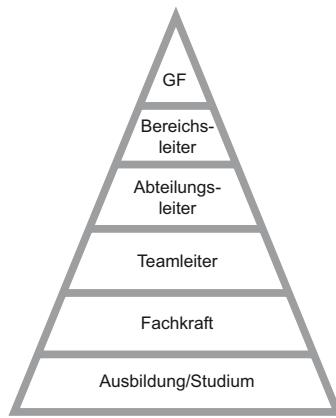 GF
Bereichs-
leiter
Abteilungs-
leiter
Teamleiter
Fachkraft
Ausbildung/Studium